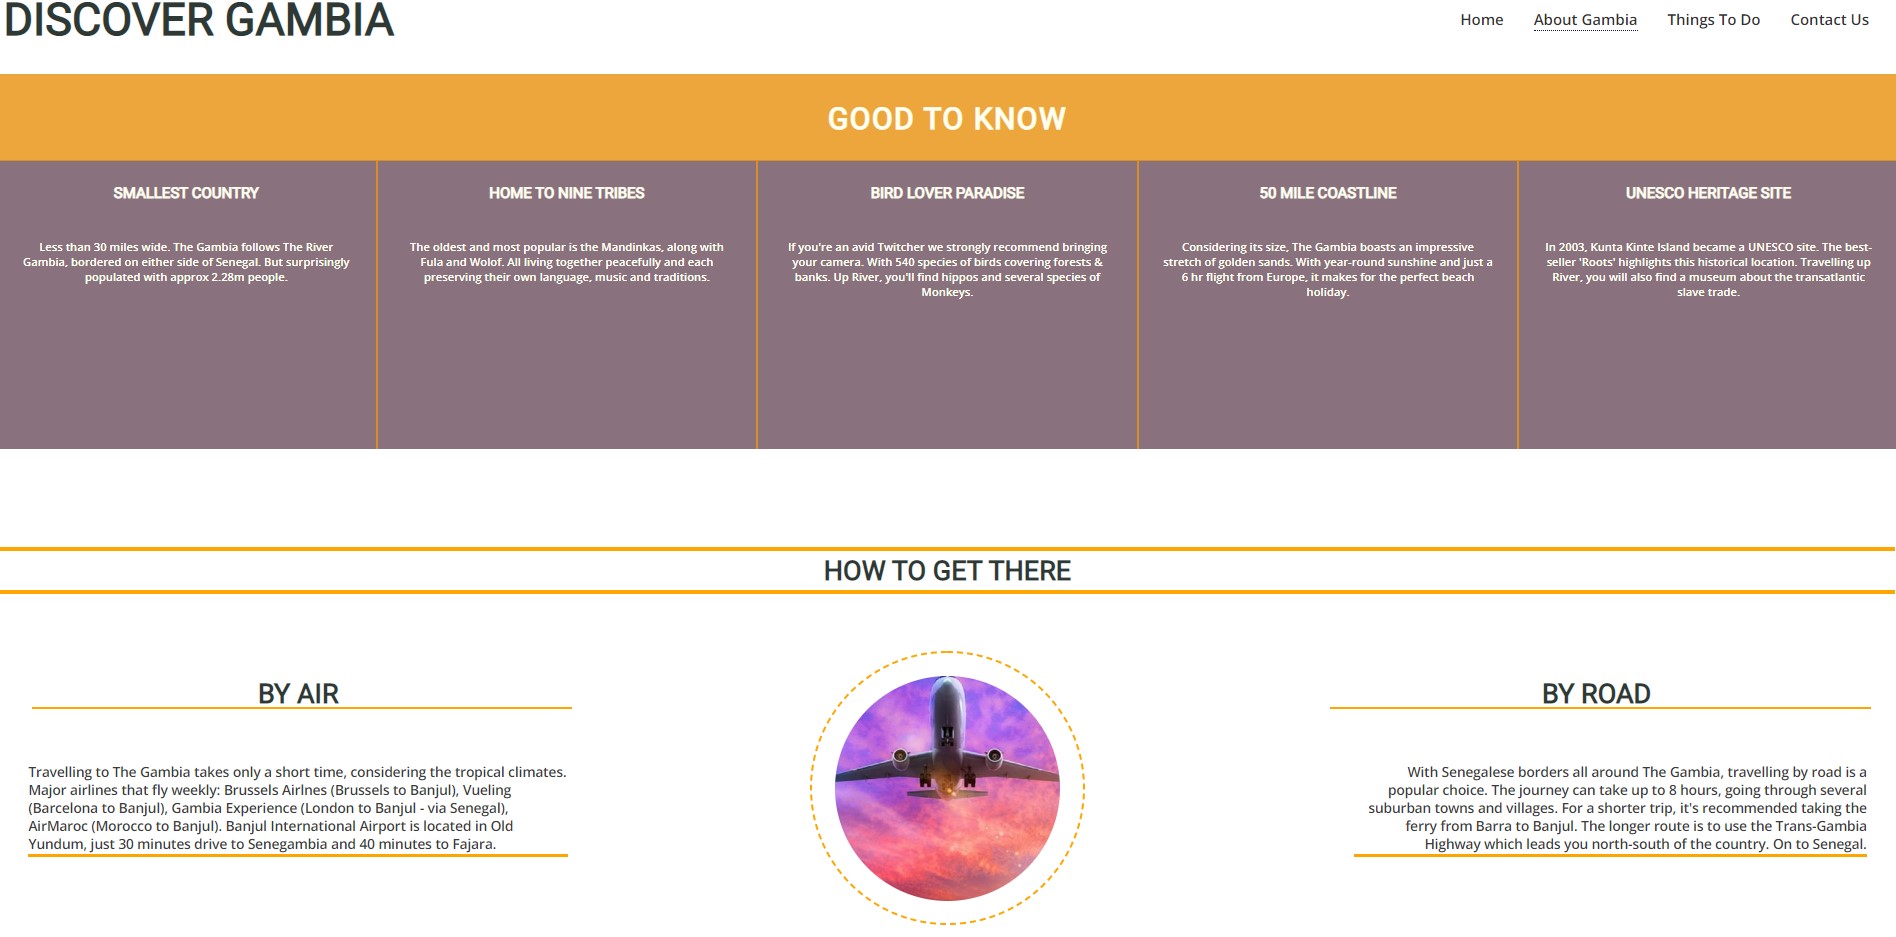 DISCOVER GAMBIA
Home About Gambia Things To Do Contact Us
GOOD TO KNOW
SMALLEST COUNTRY
Less than 30 miles wide. The Gambia follows The River
Gambia, bordered on either side of Senegal. But surprisingly
populated with approx 2.28m people.
HOME TO NINE TRIBES
The oldest and most popular is the Mandinkas, along with
Fula and Wolof. All living together peacefully and each
preserving their own language, music and traditions.
BIRD LOVER PARADISE
If you're an avid Twitcher we strongly recommend bringing
your camera. With 540 species of birds covering forests &
banks. Up River, you'll find hippos and several species of
Monkeys.
50 MILE COASTLINE
Considering its size, The Gambia boasts an impressive
stretch of golden sands. With year-round sunshine and just a
6 hr flight from Europe, it makes for the perfect beach
holiday.
UNESCO HERITAGE SITE
In 2003, Kunta Kinte Island became a UNESCO site. The best-
seller 'Roots' highlights this historical location. Travelling up
River, you will also find a museum about the transatlantic
slave trade.
HOW TO GET THERE
BY AIR
Travelling to The Gambia takes only a short time, considering the tropical climates.
Major airlines that fly weekly: Brussels Airlnes (Brussels to Banjul), Vueling
(Barcelona to Banjul), Gambia Experience (London to Banjul - via Senegal),
AirMaroc (Morocco to Banjul). Banjul International Airport is located in Old
Yundum, just 30 minutes drive to Senegambia and 40 minutes to Fajara.
BY ROAD
With Senegalese borders all around The Gambia, travelling by road is a
popular choice. The journey can take up to 8 hours, going through several
suburban towns and villages. For a shorter trip, it's recommended taking the
ferry from Barra to Banjul. The longer route is to use the Trans-Gambia
Highway which leads you north-south of the country. On to Senegal.